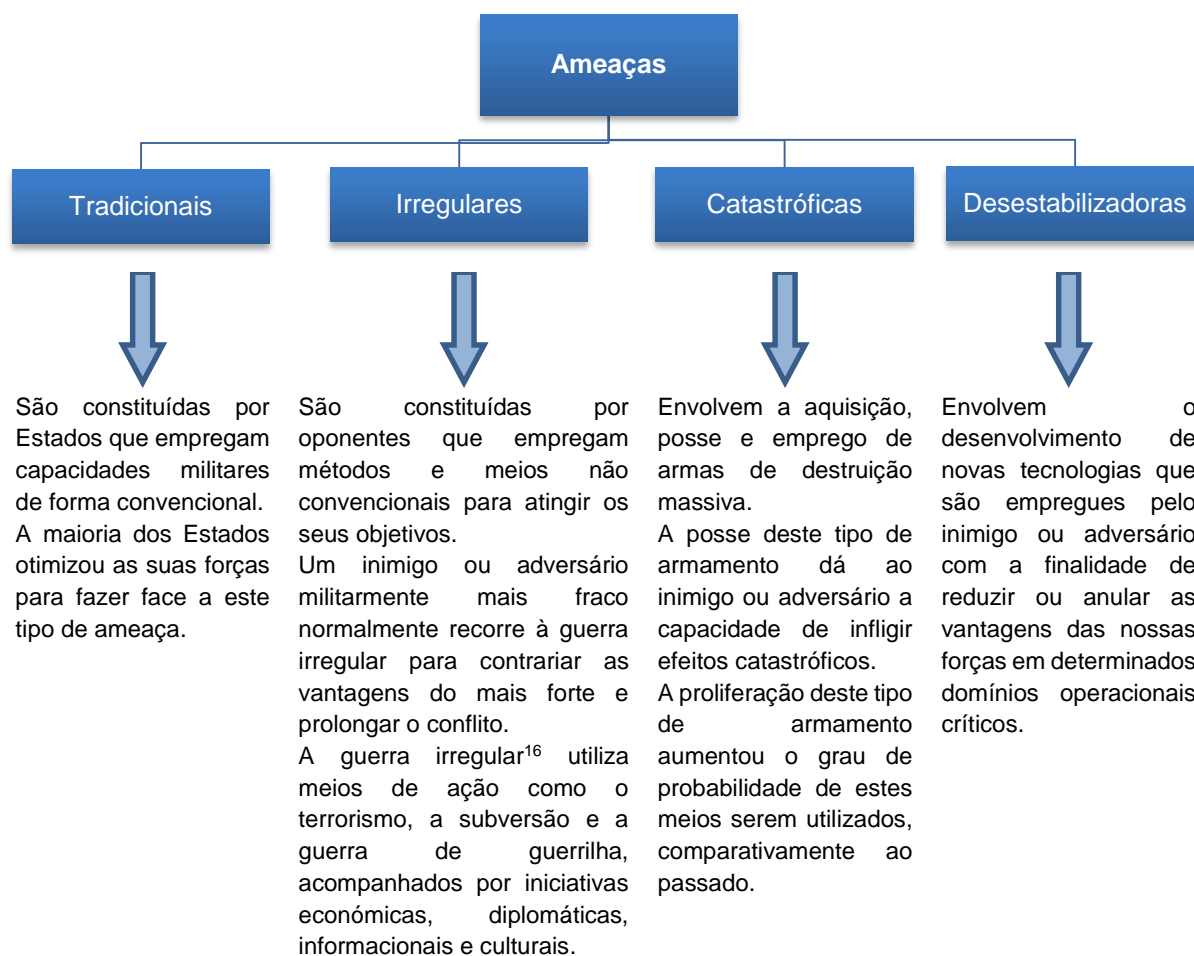 Ameaças
Tradicionais
Irregulares
Catastróficas
Desestabilizadoras
São constituídas por
Estados que empregam
capacidades militares
de forma convencional.
A maioria dos Estados
otimizou as suas forças
para fazer face a este
tipo de ameaça.
São constituídas por
oponentes que empregam
métodos e meios não
convencionais para atingir os
seus objetivos.
Um inimigo ou adversário
militarmente mais fraco
normalmente recorre à guerra
irregular para contrariar as
vantagens do mais forte e
prolongar o conflito.
A guerra irregular16 utiliza
meios de ação como o
terrorismo, a subversão e a
guerra de guerrilha,
acompanhados por iniciativas
económicas, diplomáticas,
informacionais e culturais.
Envolvem a aquisição,
posse e emprego de
armas de destruição
massiva.
A posse deste tipo de
armamento dá ao
inimigo ou adversário a
capacidade de infligir
efeitos catastróficos.
A proliferação deste tipo
de armamento
aumentou o grau de
probabilidade de estes
meios serem utilizados,
comparativamente ao
passado.
Envolvem o
desenvolvimento de
novas tecnologias que
são empregues pelo
inimigo ou adversário
com a finalidade de
reduzir ou anular as
vantagens das nossas
forças em determinados
domínios operacionais
críticos.